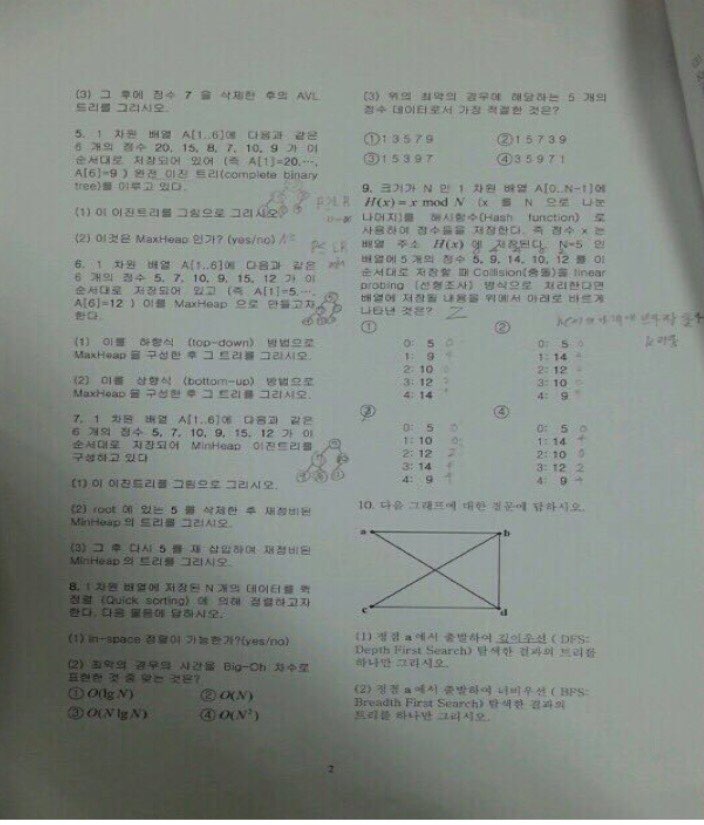 (3) 그 후에 정수 7 을 삭제한 후의 AVL
트리를 그리시오.
5. 1 차원 배열 A[1..6]에 다음과 같은
6 개의 정수 20, 15, 8, 7, 10, 9 가 이
순서대로 저장되어 있어 (즉 A[1]=20,…,
A[6]=9 ) 완전 이진 트리(complete binary
tree)를 이루고 있다.
(1) 이 이진트리를 그림으로 그리시오.
(2) 이것은 MaxHeap 인가? (yes/no)
6. 1 차원 배열 A[1..6]에 다음과 같은
6 개의 정수 5, 7, 10, 9, 15, 12 가 이
순서대로 저장되어 있고 (즉 A[1]=5,…,
A[6]=12 ) 이를 MaxHeap 으로 만들고자
한다.
(1) 이를 하향식 (top-down) 방법으로
MaxHeap 을 구성한 후 그 트리를 그리시오.
(2) 이를 상향식 (bottom-up) 방법으로
MaxHeap 을 구성한 후 그 트리를 그리시오.
7. 1 차원 배열 A[1..6]에 다음과 같은
6 개의 정수 5, 7, 10, 9, 15, 12 가 이
순서대로 저장되어 MinHeap 이진트리를
구성하고 있다
(1) 이 이진트리를 그림으로 그리시오.
(2) root 에 있는 5 를 삭제한 후 재정비된
MinHeap 의 트리를 그리시오.
(3) 그 후 다시 5 를 재 삽입하여 재정비된
MinHeap 의 트리를 그리시오.
8. 1 차원 배열에 저장된 N 개의 데이터를 퀵
정렬 (Quick sorting) 에 의해 정렬하고자
한다. 다음 물음에 답하시오.
(1) in-space 정렬이 가능한가?(yes/no)
(2) 최악의 경우의 시간을 Big-Oh 차수로
표현한 것 중 맞는 것은?
① O(lg N) ② O(N)
③ O(N lg N) ④ O(N²)
(3) 위의 최악의 경우에 해당하는 5 개의
정수 데이터로서 가장 적절한 것은?
① 1 3 5 7 9 ② 1 5 7 3 9
③ 1 5 3 9 7 ④ 3 5 9 7 1
9. 크기가 N 인 1 차원 배열 A[0..N-1]에
H(x) = x mod N (x 를 N 으로 나눈
나머지)를 해시함수(Hash function) 로
사용하여 정수들을 저장한다. 즉 정수 x 는
배열 주소 H(x) 에 저장된다. N=5 인
배열에 5 개의 정수 5, 9, 14, 10, 12 를 이
순서대로 저장할 때 Collision(충돌)을 linear
probing (선형조사) 방식으로 처리한다면
배열에 저장될 내용을 위에서 아래로 바르게
나타낸 것은?
① ②
0: 5 0: 5
1: 9 1: 14
2: 10 2: 12
3: 12 3: 10
4: 14 4: 9
③ ④
0: 5 0: 5
1: 10 1: 14
2: 12 2: 10
3: 14 3: 12
4: 9 4: 9
10. 다음 그래프에 대한 질문에 답하시오.
a b
c d
(1) 정점 a 에서 출발하여 깊이우선 ( DFS:
Depth First Search) 탐색한 결과의 트리를
하나만 그리시오.
(2) 정점 a 에서 출발하여 너비우선 ( BFS:
Breadth First Search) 탐색한 결과의
트리를 하나만 그리시오.
2